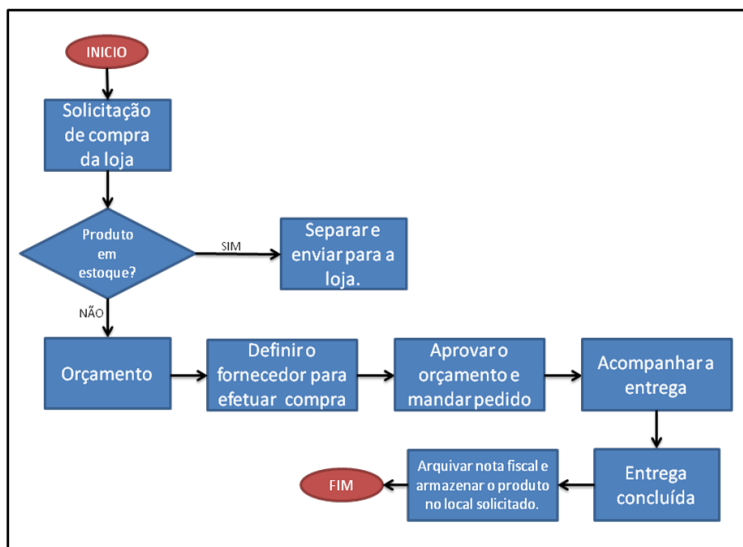 INICIO
Solicitação
de compra
da loja
Produto
em
estoque?
SIM
Separar e
enviar para a
loja.
NÃO
Orçamento
Definir o
fornecedor para
efetuar compra
Aprovar o
orçamento e
mandar pedido
Acompanhar a
entrega
Entrega
concluída
Arquivar nota fiscal e
armazenar o produto
no local solicitado.
FIM